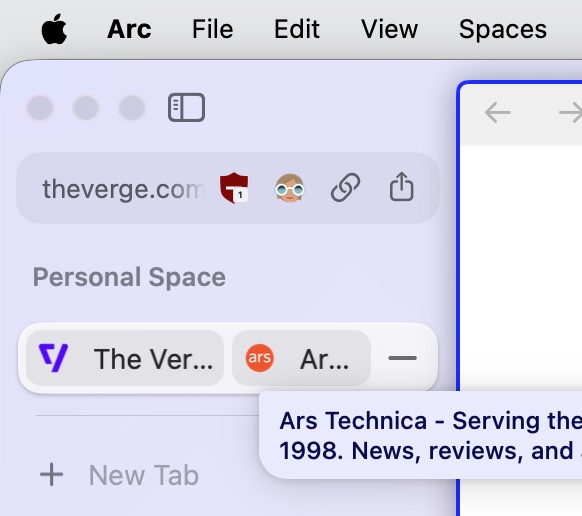 Arc File Edit View Spaces
theverge.com
1
Personal Space
The Ver... ars Ar...
Ars Technica - Serving the
1998. News, reviews, and
New Tab